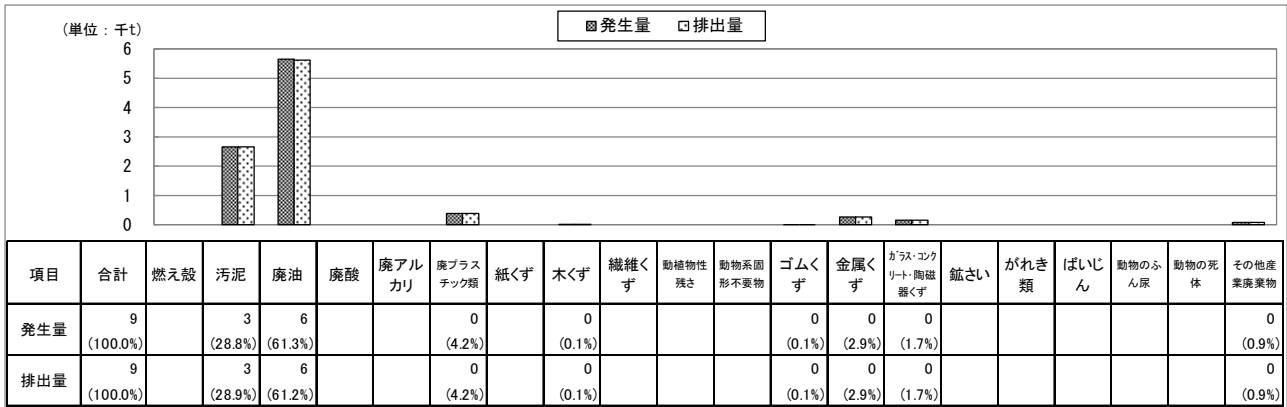 (単位：千t)
発生量 排出量
6
5
4
3
2
1
0
項目 合計 燃え殻 汚泥 廃油 廃酸 廃アルカリ 廃プラスチック類 紙くず 木くず 繊維くず 動植物性残さ 動物系固形不要物 ゴムくず 金属くず ガラス・コンクリート・陶磁器くず 鉱さい がれき類 ばいじん 動物のふん尿 動物の死体 その他産業廃棄物
発生量 9 3 6 0 0 0 0 0 0
(100.0%) (28.8%) (61.3%) (4.2%) (0.1%) (0.1%) (2.9%) (1.7%) (0.9%)
排出量 9 3 6 0 0 0 0 0 0
(100.0%) (28.9%) (61.2%) (4.2%) (0.1%) (0.1%) (2.9%) (1.7%) (0.9%)